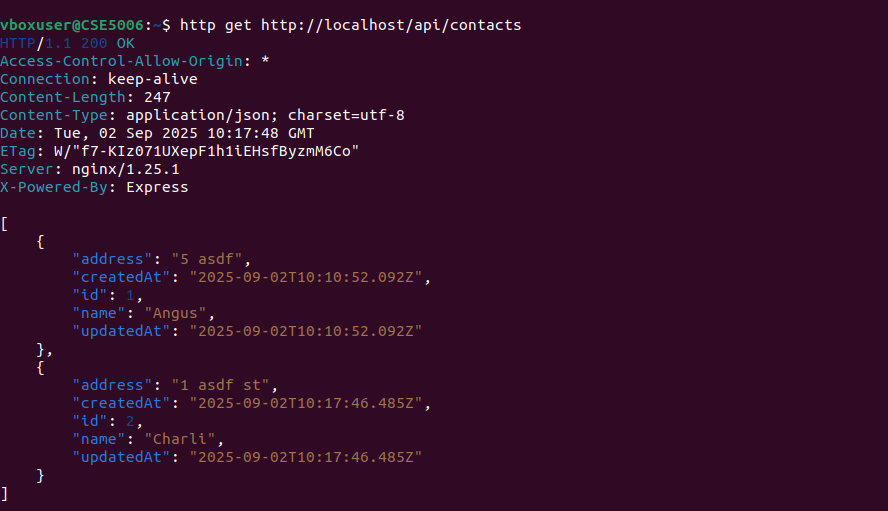 vboxuser@CSE5006:~$ http get http://localhost/api/contacts
HTTP/1.1 200 OK
Access-Control-Allow-Origin: *
Connection: keep-alive
Content-Length: 247
Content-Type: application/json; charset=utf-8
Date: Tue, 02 Sep 2025 10:17:48 GMT
ETag: W/"f7-KIz071UXepF1h1iEHsfByzmM6Co"
Server: nginx/1.25.1
X-Powered-By: Express

[
    {
        "address": "5 asdf",
        "createdAt": "2025-09-02T10:10:52.092Z",
        "id": 1,
        "name": "Angus",
        "updatedAt": "2025-09-02T10:10:52.092Z"
    },
    {
        "address": "1 asdf st",
        "createdAt": "2025-09-02T10:17:46.485Z",
        "id": 2,
        "name": "Charli",
        "updatedAt": "2025-09-02T10:17:46.485Z"
    }
]